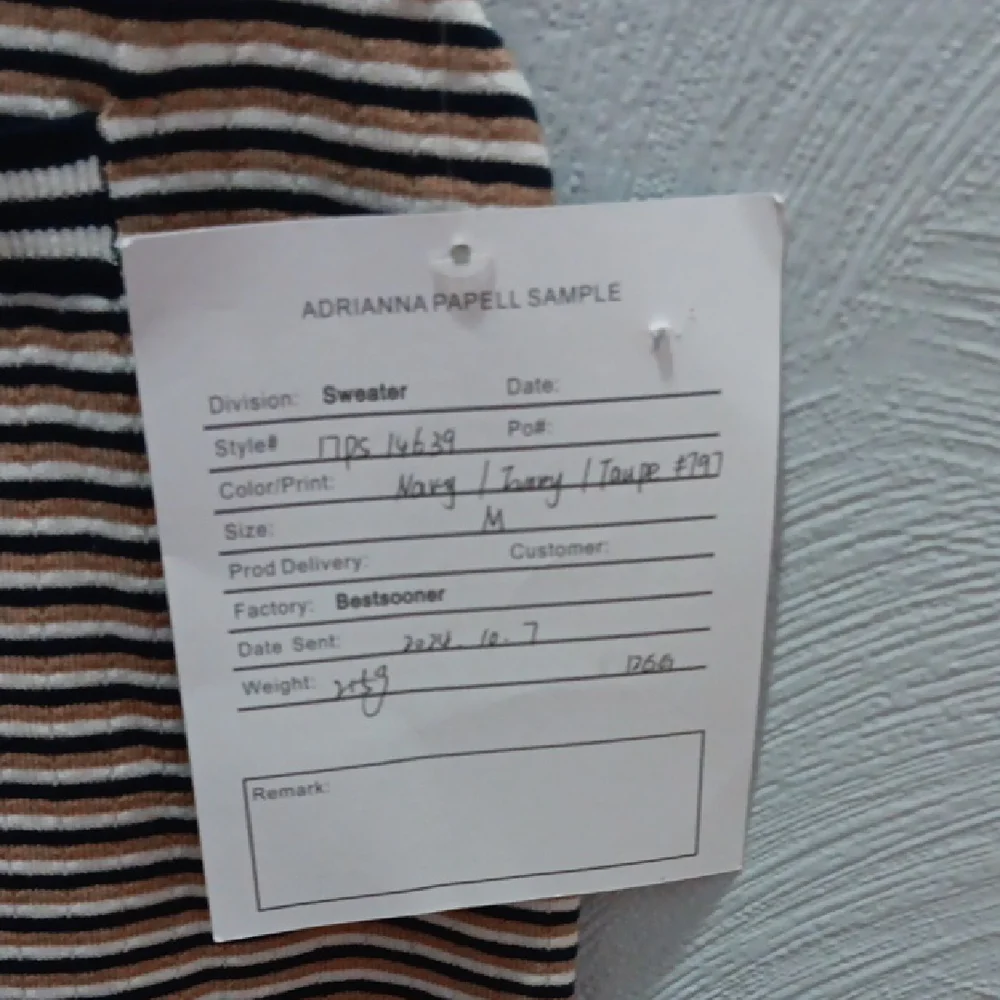 ADRIANNA PAPELL SAMPLE
Division: Sweater Date:
Style# 17PS 14639 Po#:
Color/Print: Navy / Ivory / Taupe #797
Size: M
Prod Delivery: Customer:
Factory: Bestsooner
Date Sent: 2024. 10. 7
Weight:
Remark: